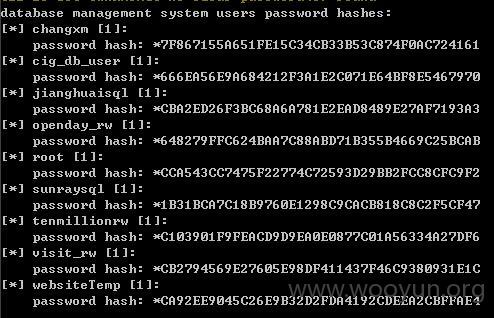 database management system users password hashes:
[*] changxm [1]:
password hash: *7F867155A651FE15C34CB33B53C874F0AC724161
[*] cig_db_user [1]:
password hash: *666EA56E9A684212F3A1E2C071E64BF8E5467970
[*] jianghuaisql [1]:
password hash: *CBA2ED26F3BC68A6A781E2EAD8489E27AF7193A3
[*] openday_rw [1]:
password hash: *648279FFC624BAA7C88ABD71B355B4669C25BCAB
[*] root [1]:
password hash: *CCA543CC7475F22774C72593D29BB2FCC8CFC9F2
[*] sunraysql [1]:
password hash: *1B31BCA7C18B9760E1298C9CACB818C8C2F5CF47
[*] tenmillionrw [1]:
password hash: *C103901F9FEACD9D9EA0E0877C01A56334A27DF6
[*] visit_rw [1]:
password hash: *CB2794569E27605E98DF411437F46C9380931E1C
[*] websiteTemp [1]:
password hash: *CA92EE9045C26E9B32D2FDA4192CDEEA2CBFFAE4
www.wooyun.org